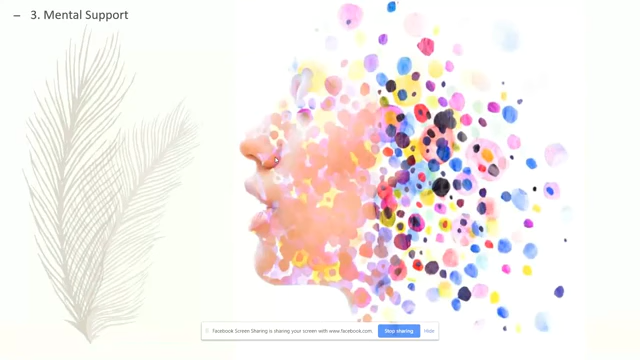 – 3. Mental Support
Facebook Screen Sharing is sharing your screen with www.facebook.com.
Stop sharing
Hide